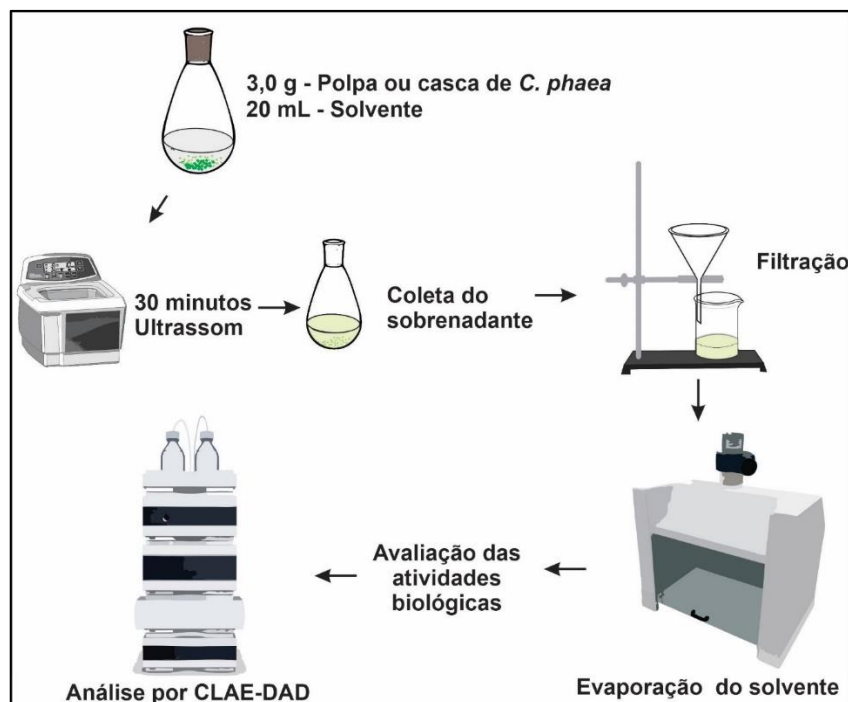 3,0 g - Polpa ou casca de C. phaea
20 mL - Solvente
30 minutos
Ultrassom
Coleta do
sobrenadante
Filtração
Evaporação do solvente
Avaliação das
atividades
biológicas
Análise por CLAE-DAD